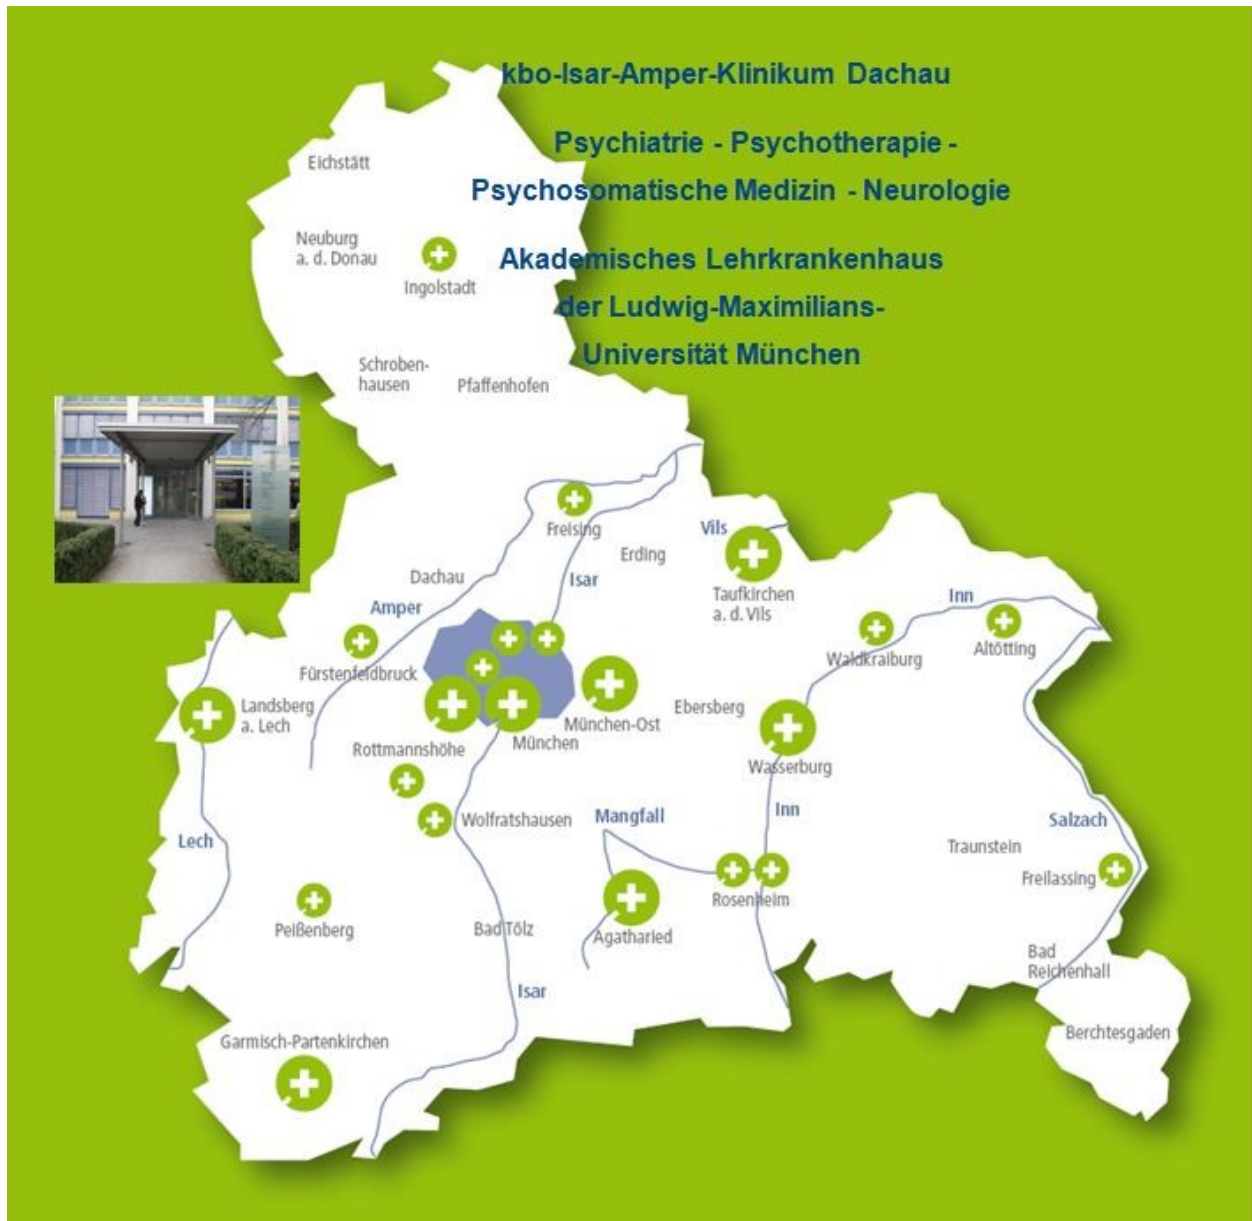 kbo-Isar-Amper-Klinikum Dachau
Psychiatrie - Psychotherapie -
Psychosomatische Medizin - Neurologie
Akademisches Lehrkrankenhaus
der Ludwig-Maximilians-
Universität München
Eichstätt
Neuburg
a. d. Donau
Ingolstadt
Schroben-
hausen
Pfaffenhofen
Freising
Vils
Erding
Dachau
Isar
Taufkirchen
a. d. Vils
Amper
Inn
Altötting
Waldkraiburg
Fürstenfeldbruck
Landsberg
a. Lech
Ebersberg
München-Ost
München
Rottmannshöhe
Wasserburg
Wolfratshausen
Mangfall
Inn
Salzach
Lech
Traunstein
Freilassing
Rosenheim
Peißenberg
Bad Tölz
Agatharied
Bad
Reichenhall
Isar
Berchtesgaden
Garmisch-Partenkirchen